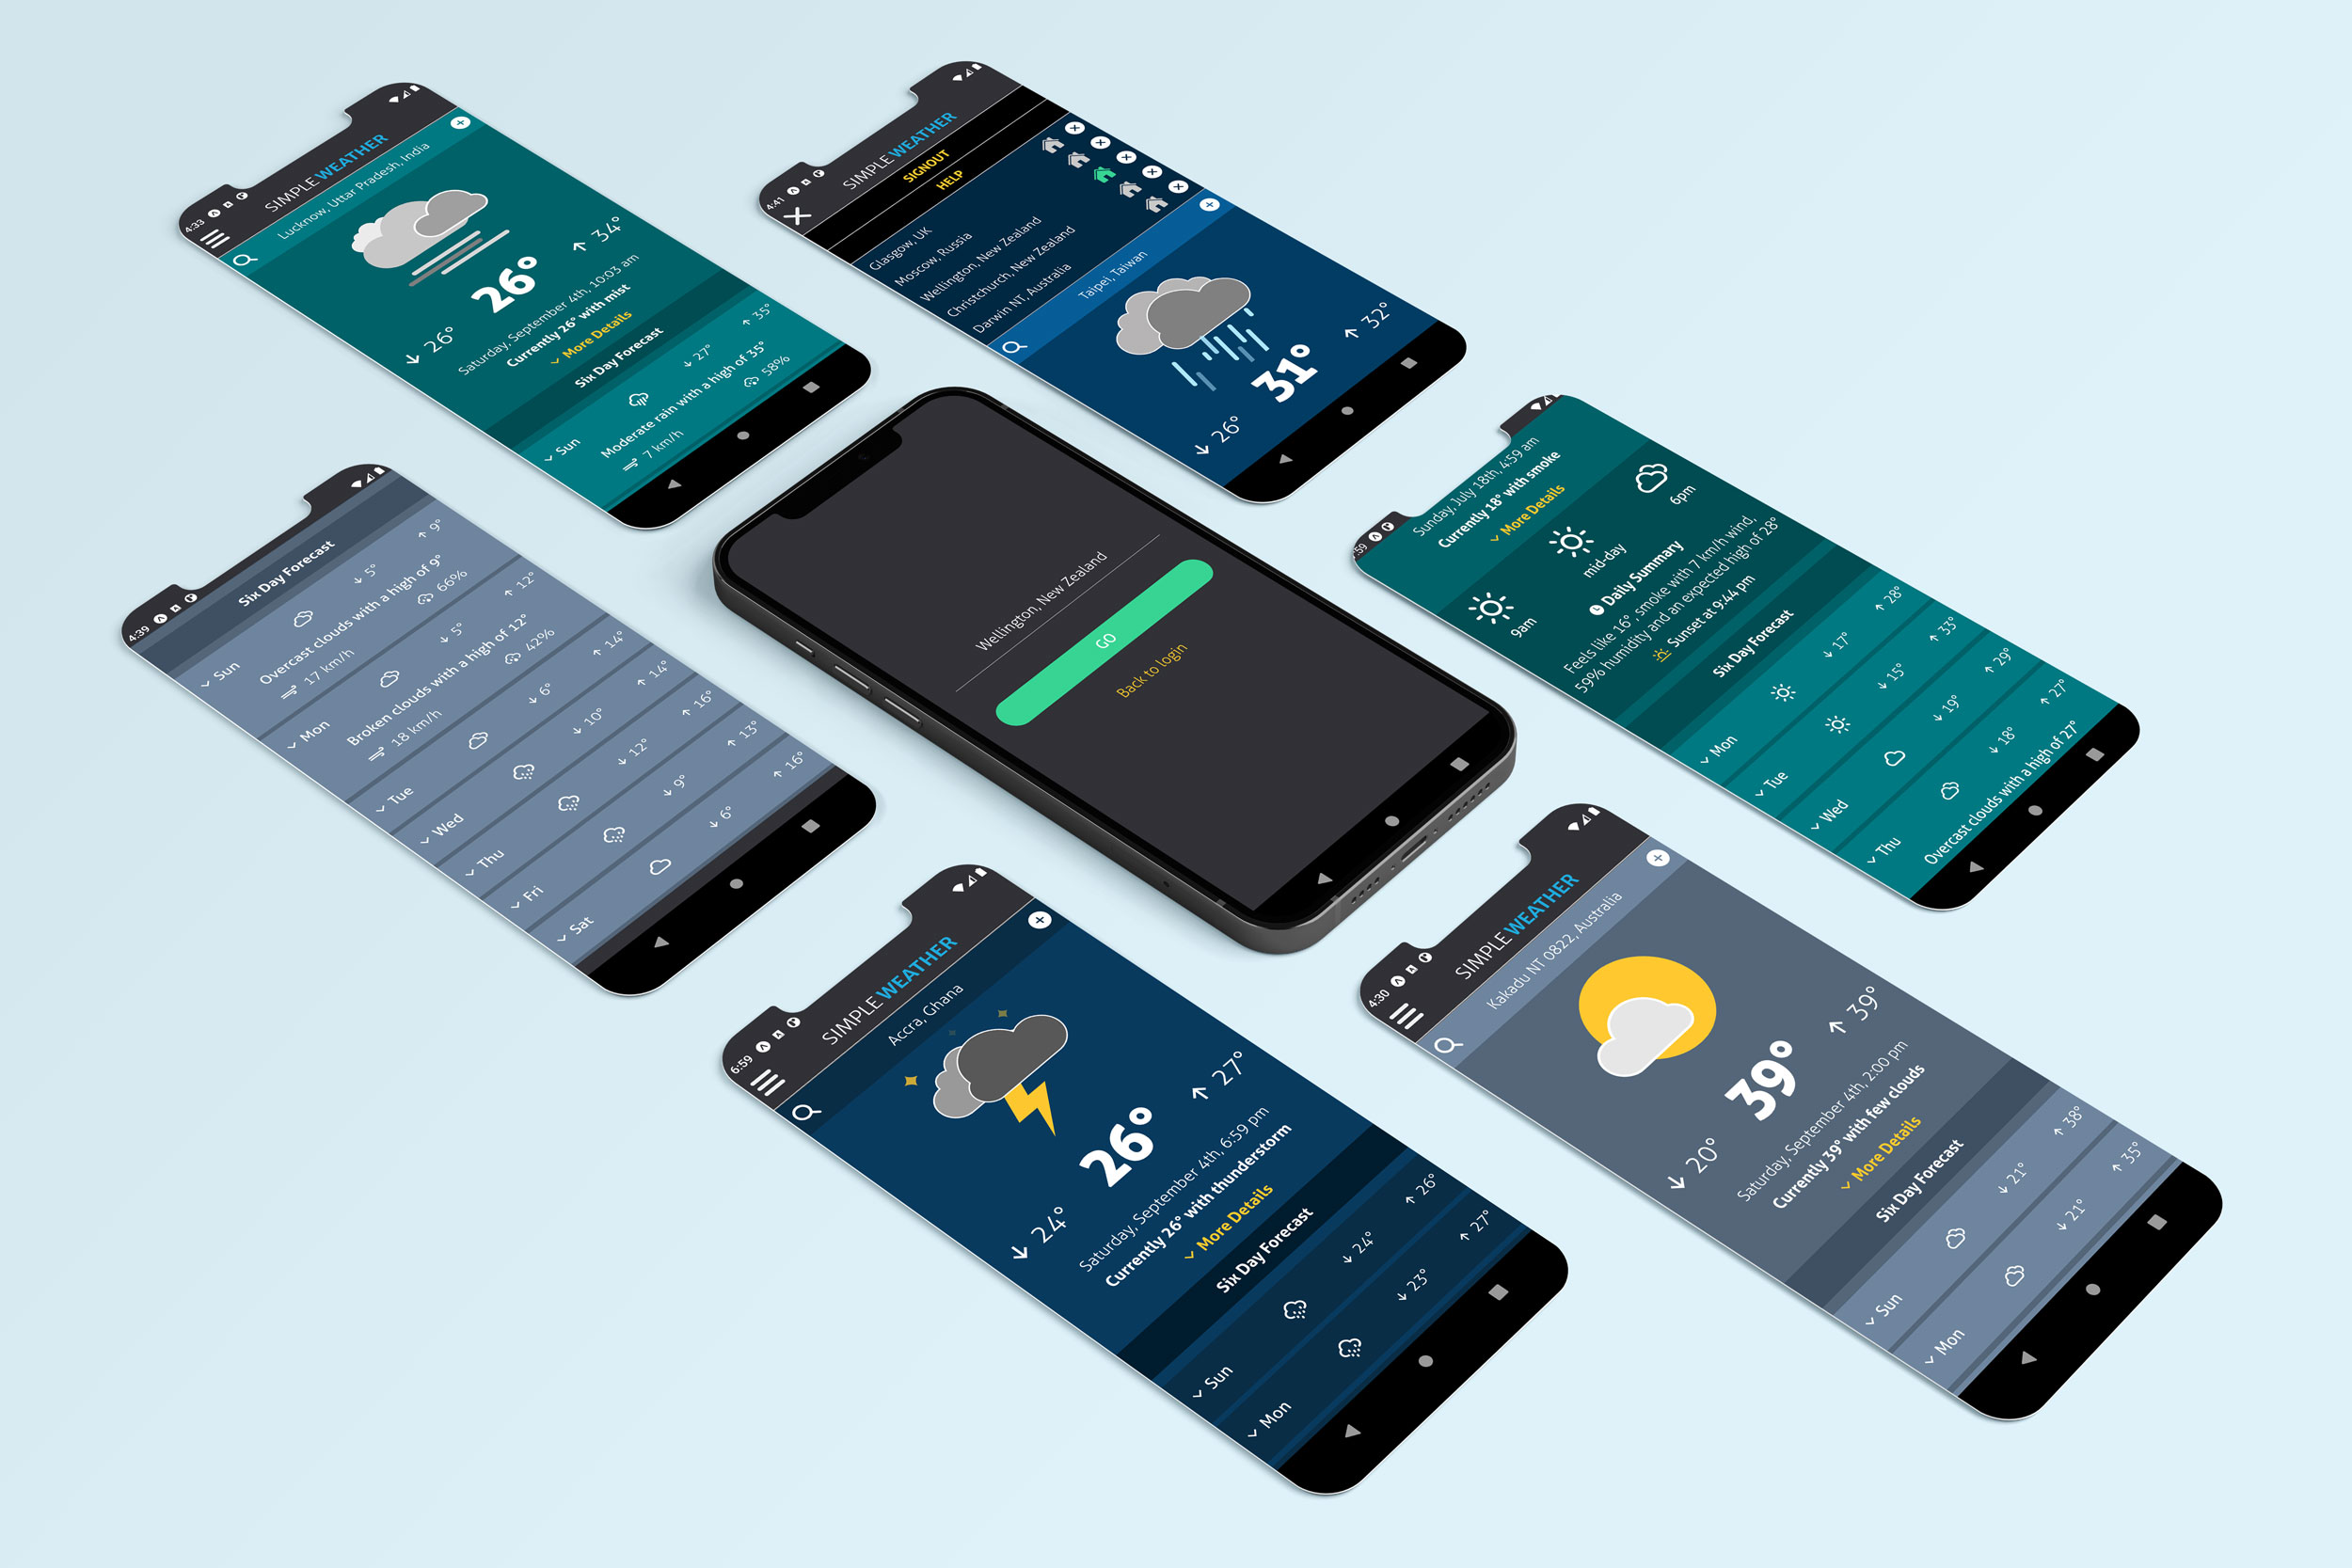 4:33
SIMPLE WEATHER
Lucknow, Uttar Pradesh, India
26°
↓ 26°
↑ 34°
Saturday, September 4th, 10:03 am
Currently 26° with mist
More Details
Six Day Forecast
Sun ↓ 27° ↑ 35°
Moderate rain with a high of 35°
7 km/h 58%
4:41
SIMPLE WEATHER
SIGNOUT
HELP
Glasgow, UK
Moscow, Russia
Wellington, New Zealand
Christchurch, New Zealand
Darwin NT, Australia
Taipei, Taiwan
31°
↓ 26°
↑ 32°
4:39
Six Day Forecast
Sun ↓ 5° ↑ 9°
Overcast clouds with a high of 9°
17 km/h 66%
Mon ↓ 5° ↑ 12°
Broken clouds with a high of 12°
18 km/h 42%
Tue ↓ 6° ↑ 14°
Wed ↓ 10° ↑ 14°
Thu ↓ 12° ↑ 16°
Fri ↓ 9° ↑ 13°
Sat ↓ 6° ↑ 16°
Wellington, New Zealand
GO
Back to login
:59
Sunday, July 18th, 4:59 am
Currently 18° with smoke
More Details
9am mid-day 6pm
Daily Summary
Feels like 16°, smoke with 7 km/h wind,
59% humidity and an expected high of 28°
Sunset at 9:44 pm
Six Day Forecast
Mon ↓ 17° ↑ 28°
Tue ↓ 15° ↑ 33°
Wed ↓ 19° ↑ 29°
Thu ↓ 18° ↑ 27°
Overcast clouds with a high of 27°
6:59
SIMPLE WEATHER
Accra, Ghana
26°
↓ 24°
↑ 27°
Saturday, September 4th, 6:59 pm
Currently 26° with thunderstorm
More Details
Six Day Forecast
Sun ↓ 24° ↑ 26°
Mon ↓ 23° ↑ 27°
4:30
SIMPLE WEATHER
Kakadu NT 0822, Australia
39°
↓ 20°
↑ 39°
Saturday, September 4th, 2:00 pm
Currently 39° with few clouds
More Details
Six Day Forecast
Sun ↓ 21° ↑ 38°
Mon ↓ 21° ↑ 35°